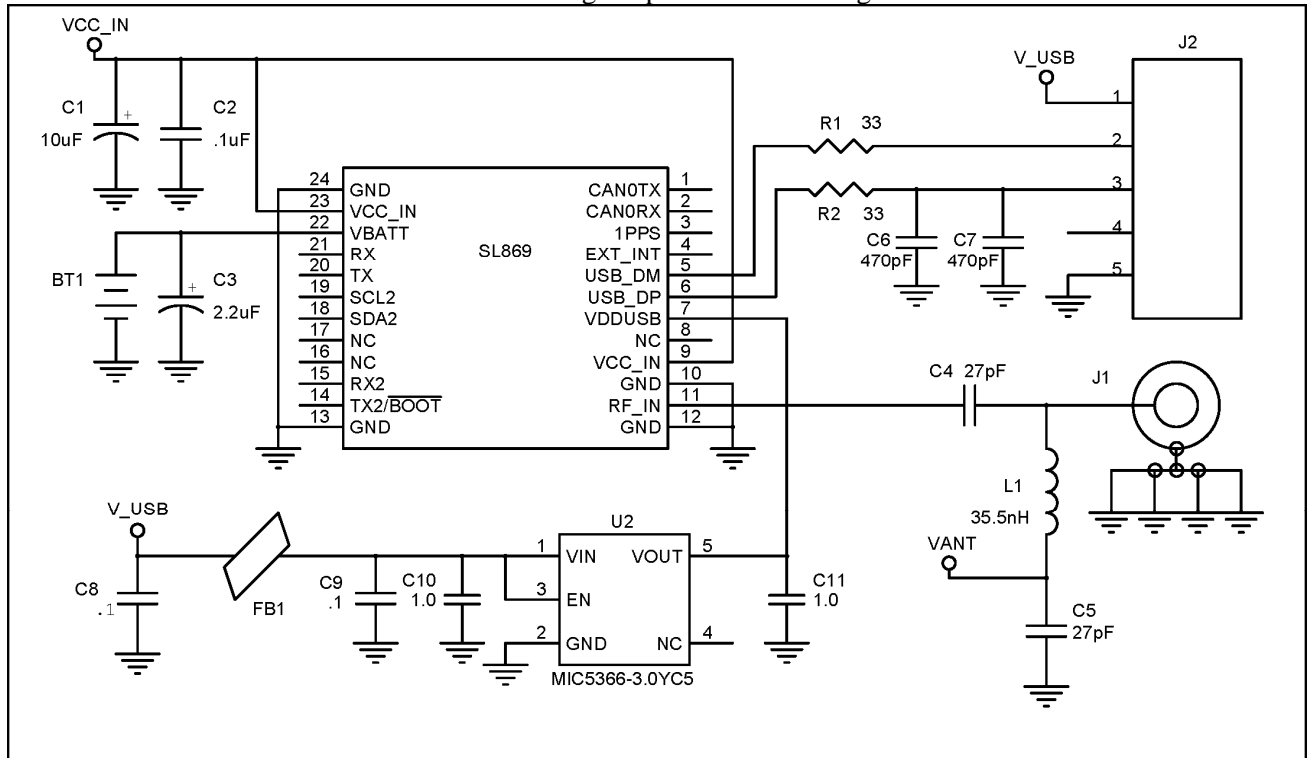 VCC_IN
C1
10uF
+
C2
.1uF
BT1
+
C3
2.2uF
24 GND
23 VCC_IN
22 VBATT
21 RX
20 TX
19 SCL2
18 SDA2
17 NC
16 NC
15 RX2
14 TX2/BOOT
13 GND
SL869
CAN0TX 1
CAN0RX 2
1PPS 3
EXT_INT 4
USB_DM 5
USB_DP 6
VDDUSB 7
NC 8
VCC_IN 9
GND 10
RF_IN 11
GND 12
R1 33
R2 33
C6
470pF
C7
470pF
V_USB
J2
1
2
3
4
5
C4 27pF
J1
L1
35.5nH
VANT
C5
27pF
V_USB
C8
.1
FB1
C9
.1
C10
1.0
U2
1 VIN
3 EN
2 GND
VOUT 5
NC 4
MIC5366-3.0YC5
C11
1.0